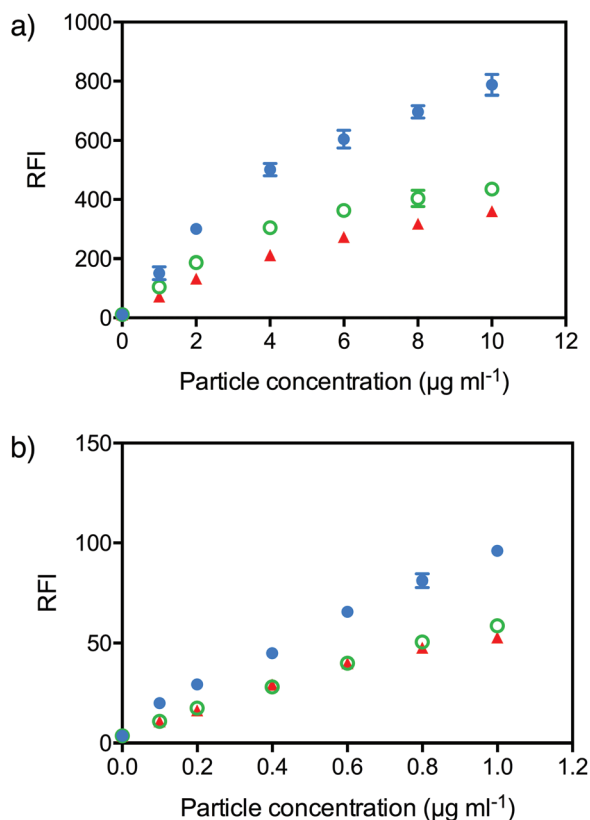 a)
1000
800
600
400
200
0
RFI
0 2 4 6 8 10 12
Particle concentration (µg ml-1)
b)
150
100
50
0
RFI
0.0 0.2 0.4 0.6 0.8 1.0 1.2
Particle concentration (µg ml-1)